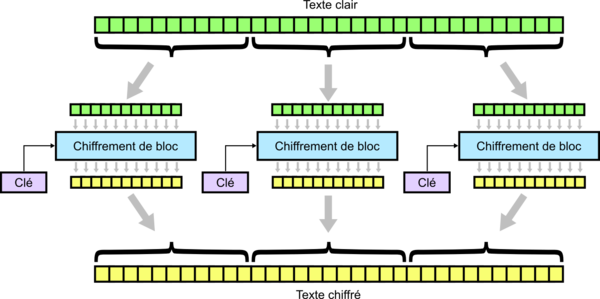 Texte clair
Chiffrement de bloc
Chiffrement de bloc
Chiffrement de bloc
Clé
Clé
Clé
Texte chiffré